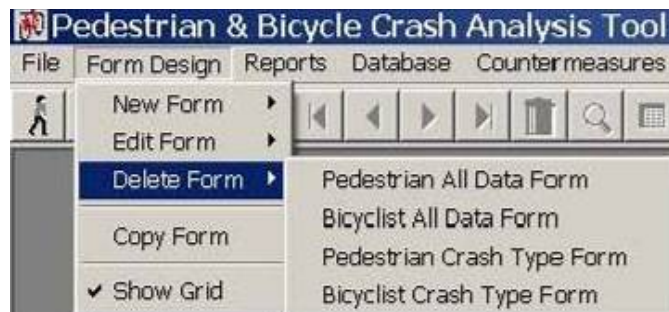 Pedestrian & Bicycle Crash Analysis Tool
File Form Design Reports Database Countermeasures
New Form
Edit Form
Delete Form
Copy Form
Show Grid
Pedestrian All Data Form
Bicyclist All Data Form
Pedestrian Crash Type Form
Bicyclist Crash Type Form